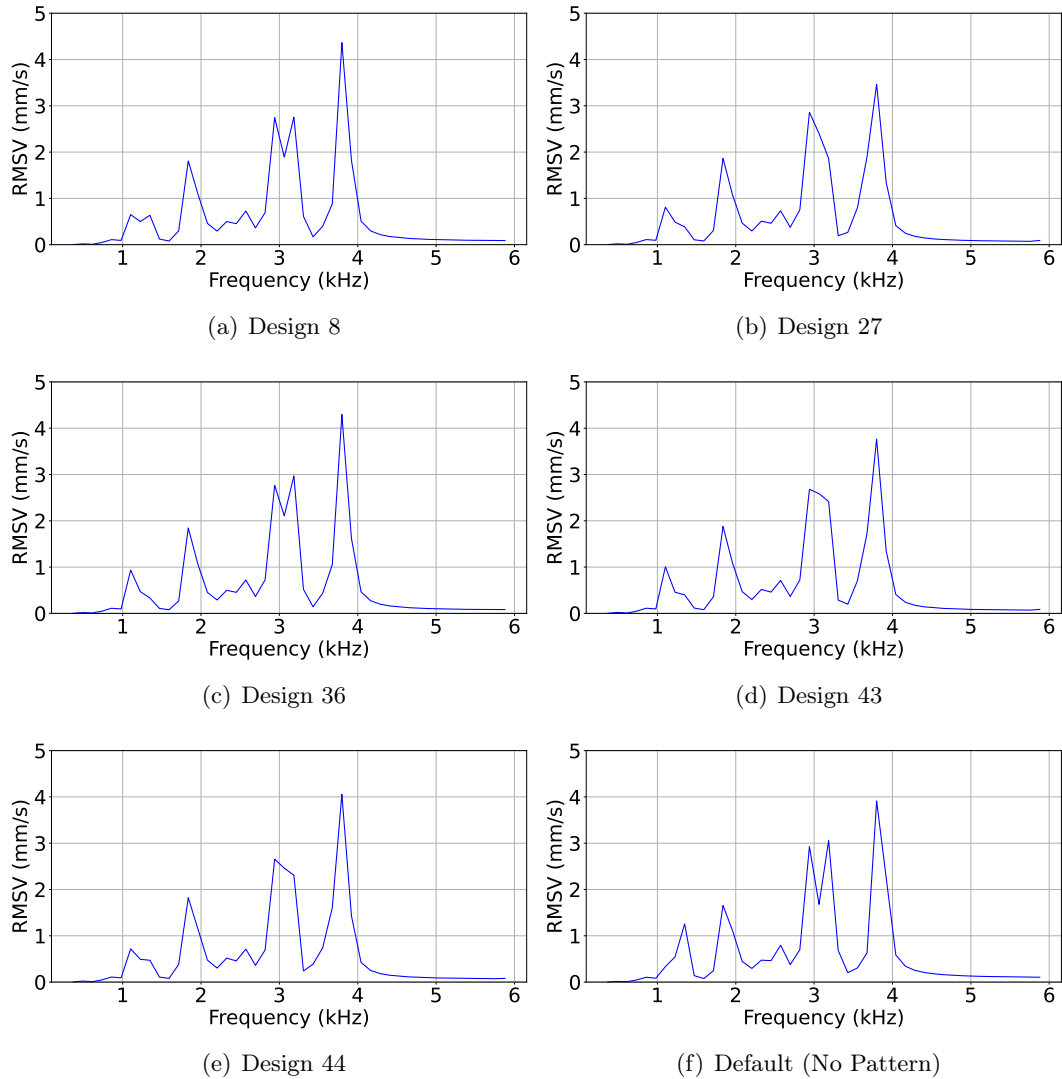 5
4
3
2
1
0
RMSV (mm/s)
1 2 3 4 5 6
Frequency (kHz)
(a) Design 8
5
4
3
2
1
0
RMSV (mm/s)
1 2 3 4 5 6
Frequency (kHz)
(b) Design 27
5
4
3
2
1
0
RMSV (mm/s)
1 2 3 4 5 6
Frequency (kHz)
(c) Design 36
5
4
3
2
1
0
RMSV (mm/s)
1 2 3 4 5 6
Frequency (kHz)
(d) Design 43
5
4
3
2
1
0
RMSV (mm/s)
1 2 3 4 5 6
Frequency (kHz)
(e) Design 44
5
4
3
2
1
0
RMSV (mm/s)
1 2 3 4 5 6
Frequency (kHz)
(f) Default (No Pattern)